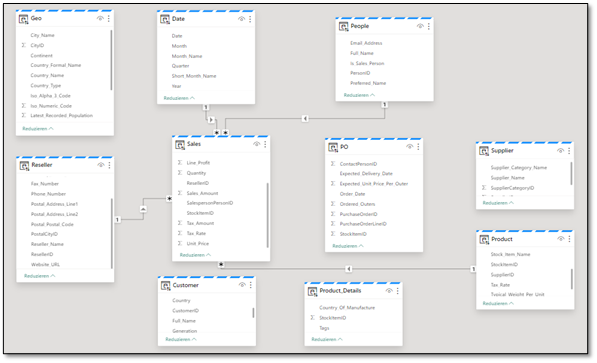 Geo
City_Name
CityID
Continent
Country_Formal_Name
Country_Name
Country_Type
Iso_Alpha_3_Code
Iso_Numeric_Code
Latest_Recorded_Population
Reduzieren
Date
Date
Month
Month_Name
Quarter
Short_Month_Name
Year
Reduzieren
People
Email_Address
Full_Name
Is_Sales_Person
PersonID
Preferred_Name
Reduzieren
1
1
Sales
Line_Profit
Quantity
ResellerID
Sales_Amount
SalespersonPersonID
StockItemID
Tax_Amount
Tax_Rate
Unit_Price
Reduzieren
PO
ContactPersonID
Expected_Delivery_Date
Expected_Unit_Price_Per_Outer
Order_Date
Ordered_Outers
PurchaseOrderID
PurchaseOrderLineID
StockItemID
Reduzieren
Supplier
Supplier_Category_Name
Supplier_Name
SupplierCategoryID
Reduzieren
Reseller
Fax_Number
Phone_Number
Postal_Address_Line1
Postal_Address_Line2
Postal_Postal_Code
PostalCityID
Reseller_Name
ResellerID
Website_URL
Reduzieren
1
Product
Stock_Item_Name
StockItemID
SupplierID
Tax_Rate
Typical_Weight_Per_Unit
Reduzieren
1
Customer
Country
CustomerID
Full_Name
Generation
Reduzieren
Product_Details
Country_Of_Manufacture
StockItemID
Tags
Reduzieren